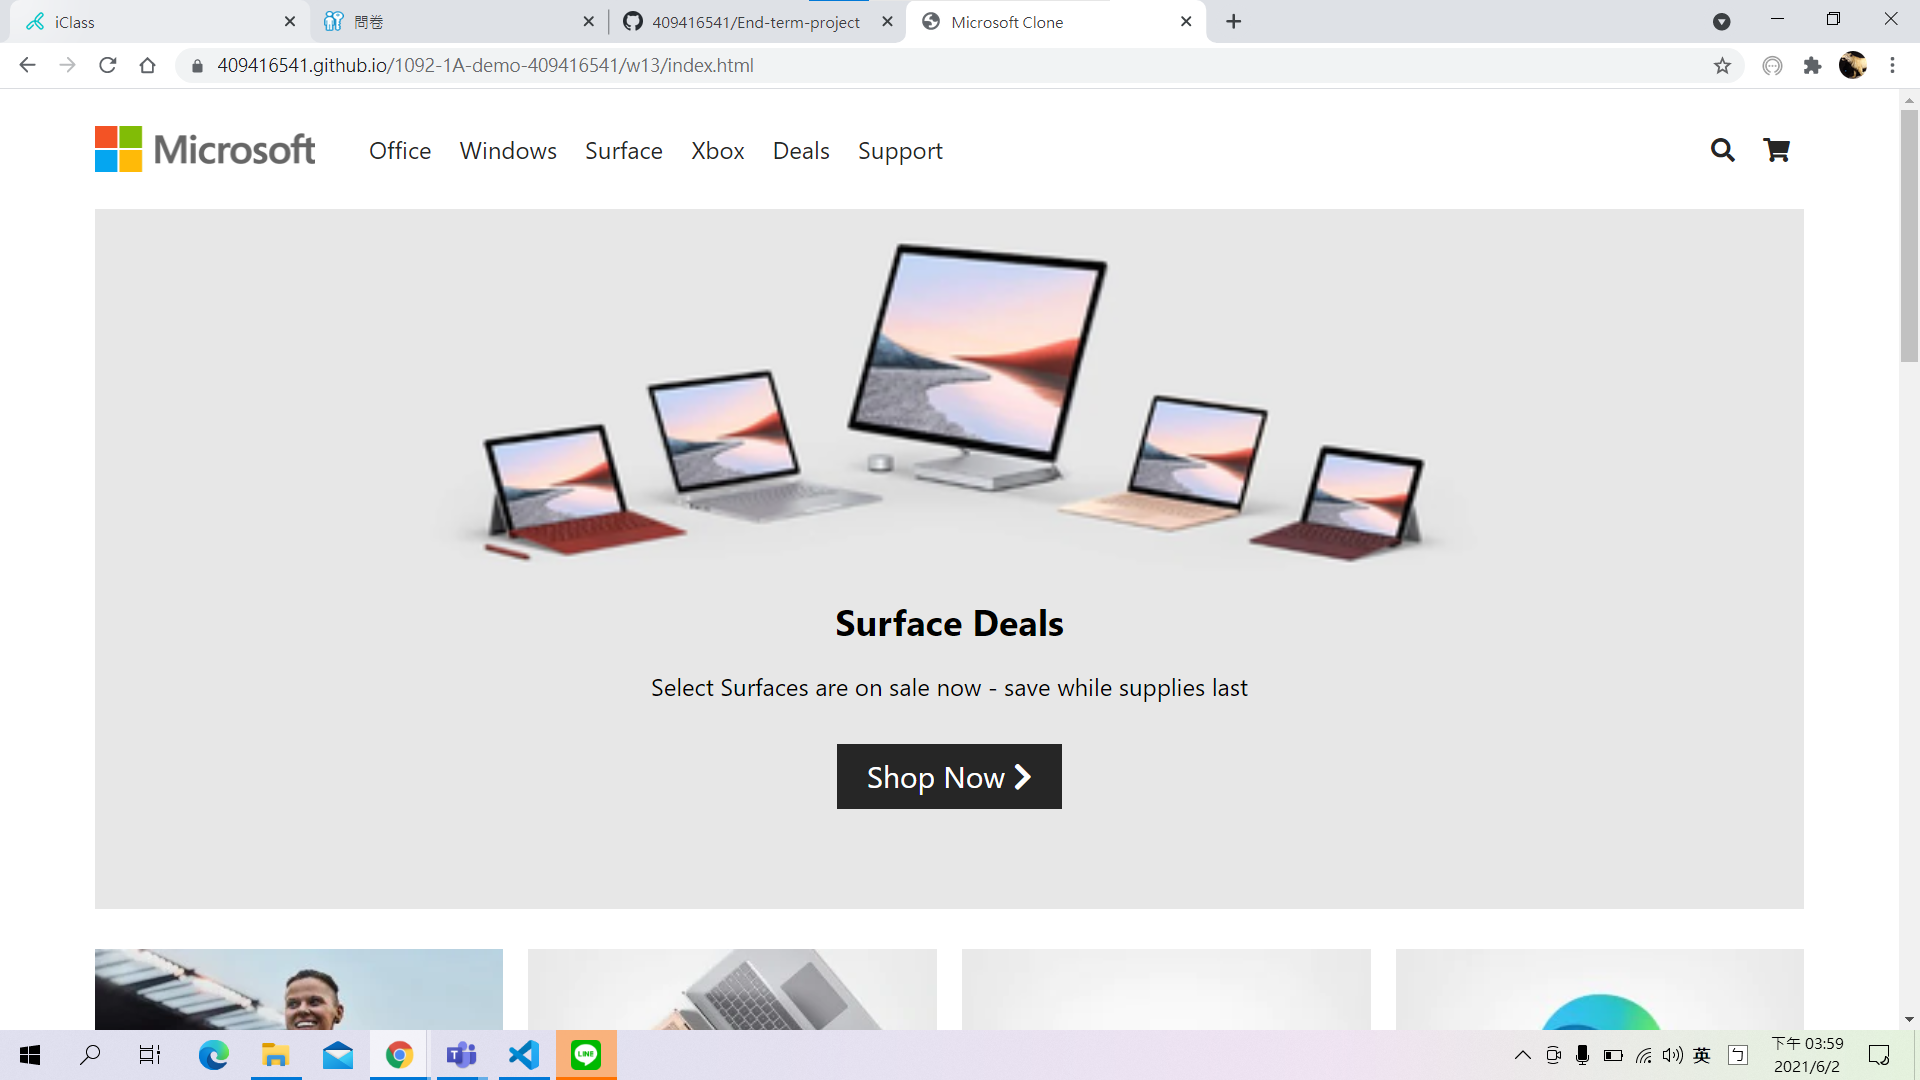 iClass
問卷
409416541/End-term-project
Microsoft Clone
409416541.github.io/1092-1A-demo-409416541/w13/index.html
Microsoft
Office
Windows
Surface
Xbox
Deals
Support
Surface Deals
Select Surfaces are on sale now - save while supplies last
Shop Now
LINE
英
ㄅ
下午 03:59
2021/6/2